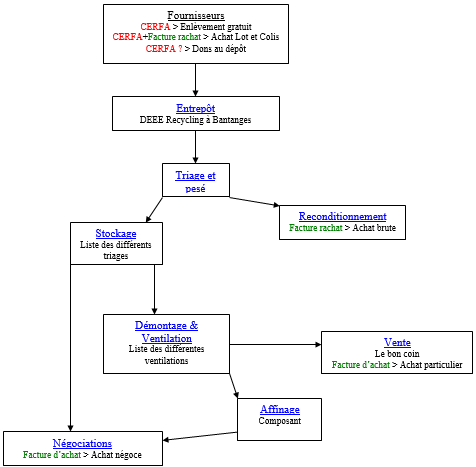 Fournisseurs
CERFA > Enlèvement gratuit
CERFA+Facture rachat > Achat Lot et Colis
CERFA ? > Dons au dépôt
Entrepôt
DEEE Recycling à Bantanges
Triage et
pesé
Reconditionnement
Facture rachat > Achat brute
Stockage
Liste des différents
triages
Démontage &
Ventilation
Liste des différentes
ventilations
Vente
Le bon coin
Facture d'achat > Achat particulier
Affinage
Composant
Négociations
Facture d'achat > Achat négoce